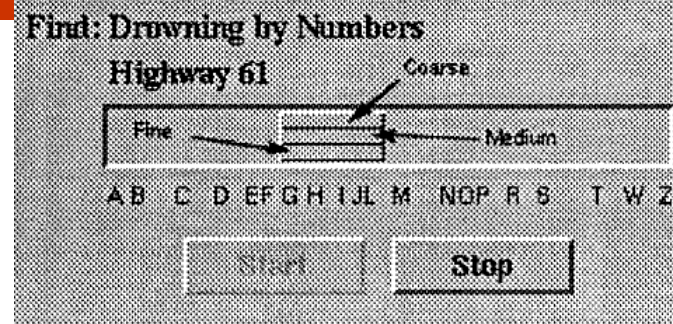 Find: Drowning by Numbers
Highway 61
Coarse
Fine
Medium
A B C D E F G H I J L M N O P R S T W Z
Start
Stop